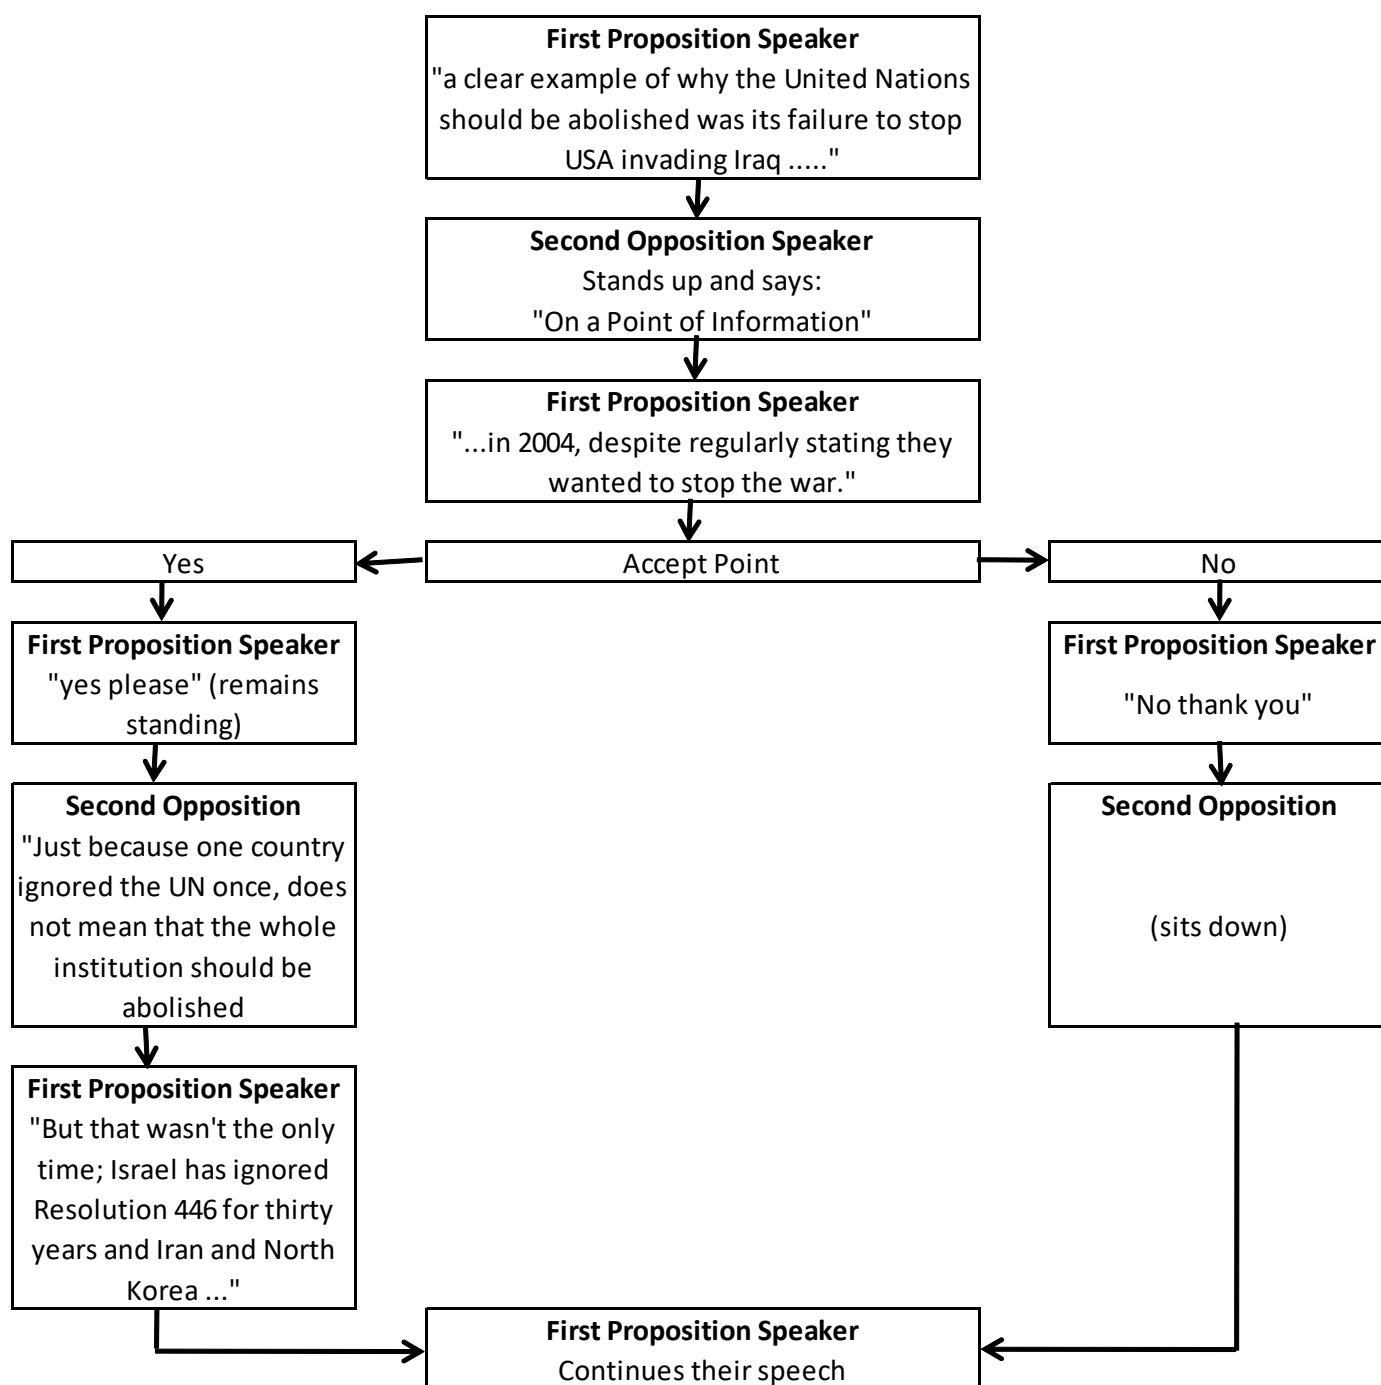 First Proposition Speaker
"a clear example of why the United Nations
should be abolished was its failure to stop
USA invading Iraq ....."
Second Opposition Speaker
Stands up and says:
"On a Point of Information"
First Proposition Speaker
"...in 2004, despite regularly stating they
wanted to stop the war."
Yes
Accept Point
No
First Proposition Speaker
"yes please" (remains
standing)
First Proposition Speaker
"No thank you"
Second Opposition
"Just because one country
ignored the UN once, does
not mean that the whole
institution should be
abolished
Second Opposition
(sits down)
First Proposition Speaker
"But that wasn't the only
time; Israel has ignored
Resolution 446 for thirty
years and Iran and North
Korea ..."
First Proposition Speaker
Continues their speech